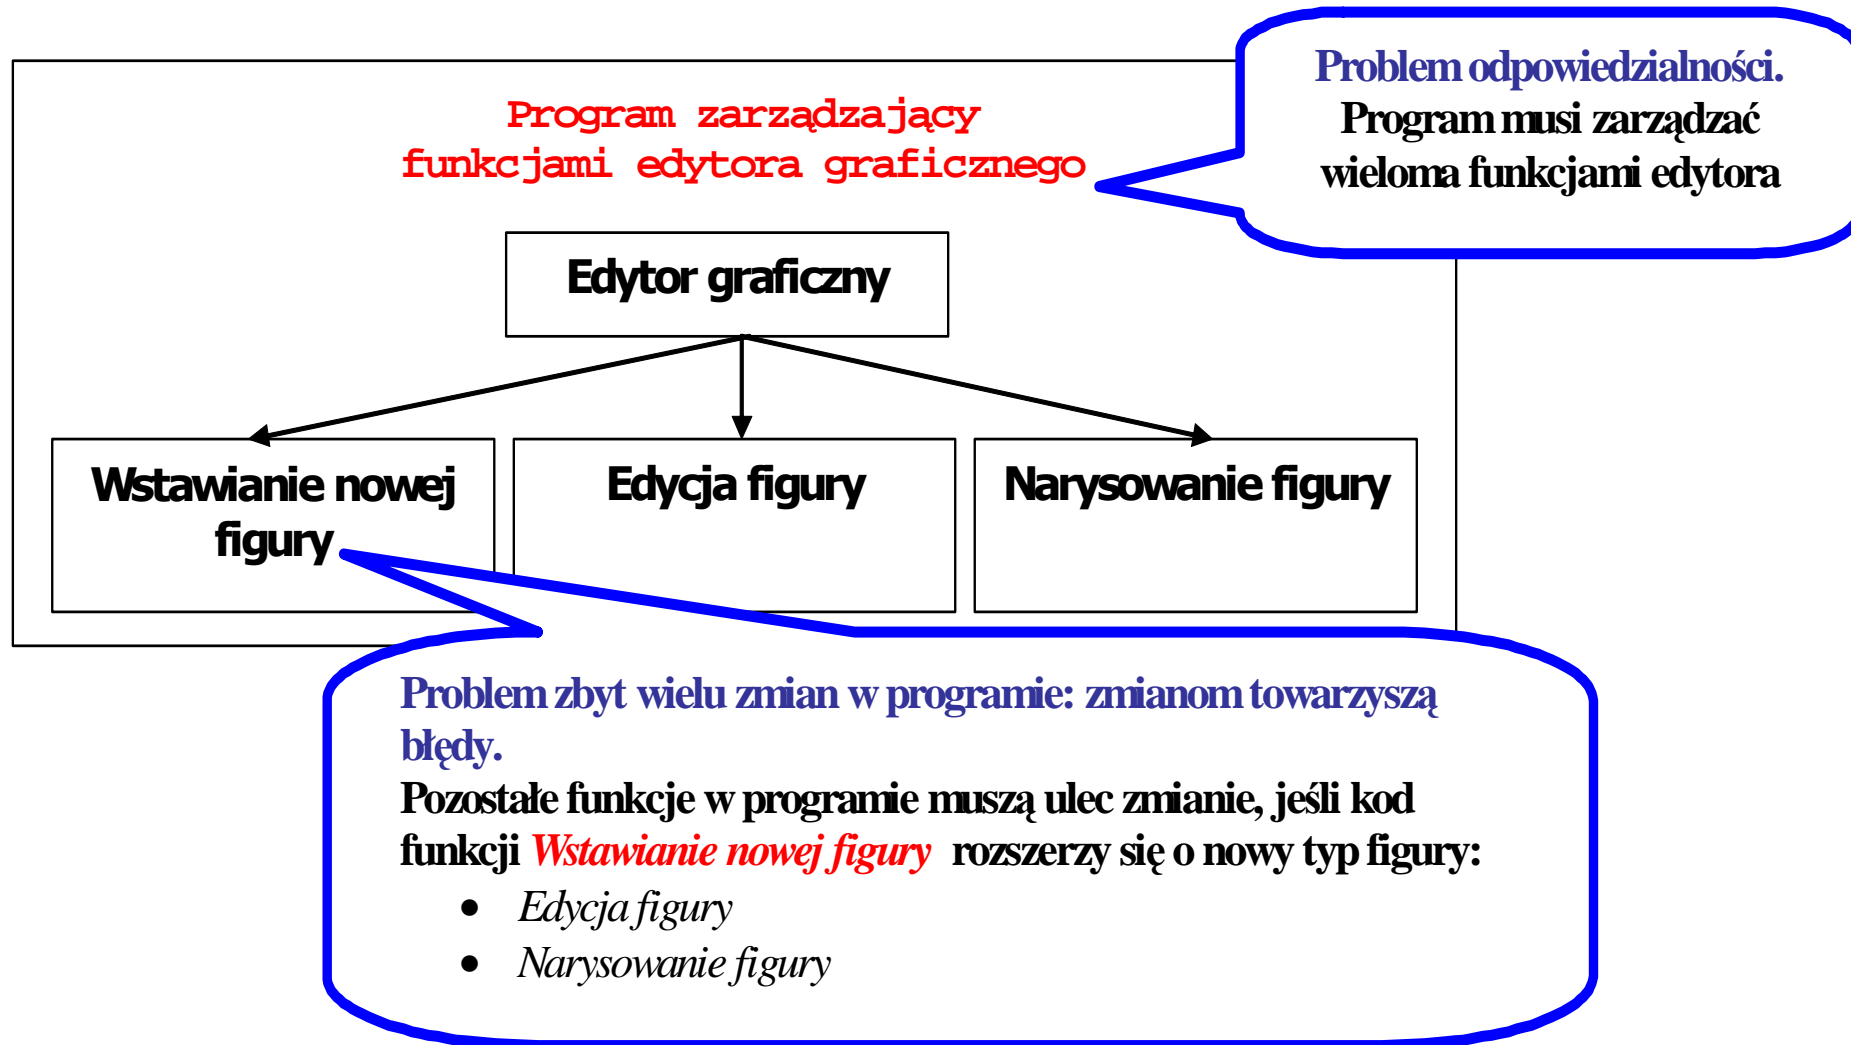 Problem odpowiedzialności.
Program musi zarządzać
wieloma funkcjami edytora
Program zarządzający
funkcjami edytora graficznego
Edytor graficzny
Wstawianie nowej
figury
Edycja figury
Narysowanie figury
Problem zbyt wielu zmian w programie: zmianom towarzyszą
błędy.
Pozostałe funkcje w programie muszą ulec zmianie, jeśli kod
funkcji Wstawianie nowej figury rozszerzy się o nowy typ figury:
• Edycja figury
• Narysowanie figury